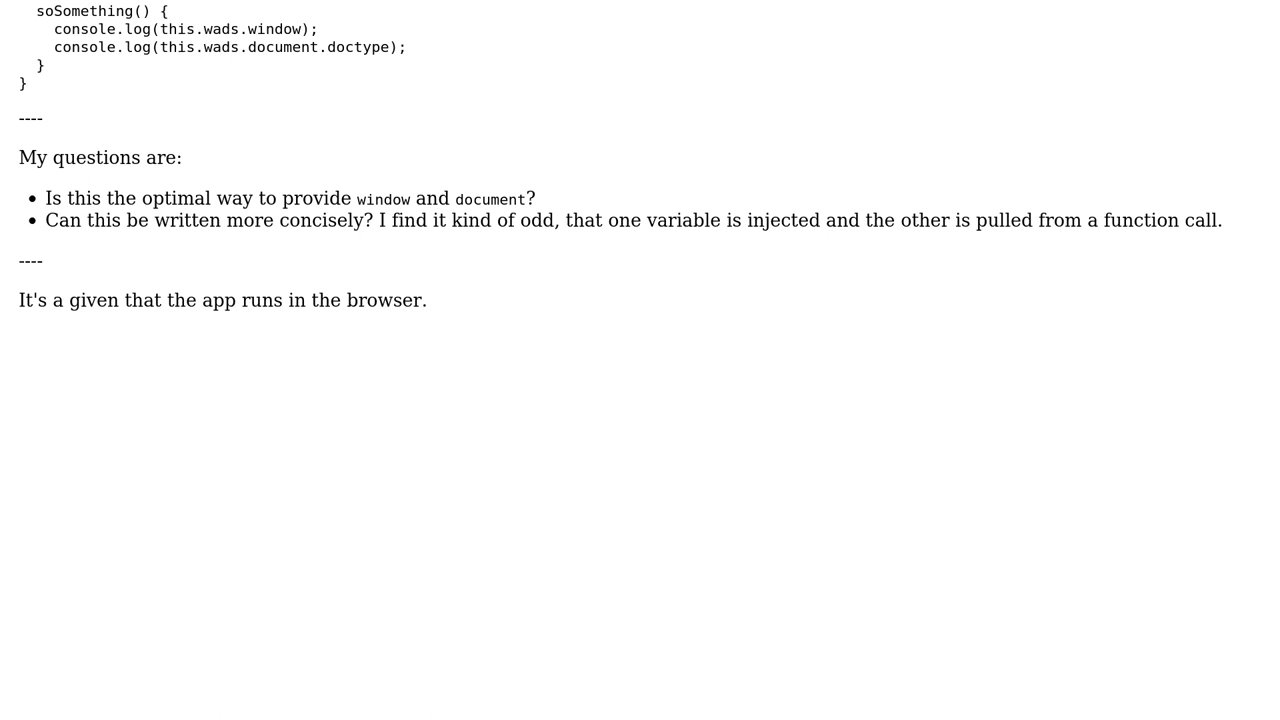 soSomething() {
console.log(this.wads.window);
console.log(this.wads.document.doctype);
}
}
----
My questions are:
• Is this the optimal way to provide window and document?
• Can this be written more concisely? I find it kind of odd, that one variable is injected and the other is pulled from a function call.
----
It's a given that the app runs in the browser.